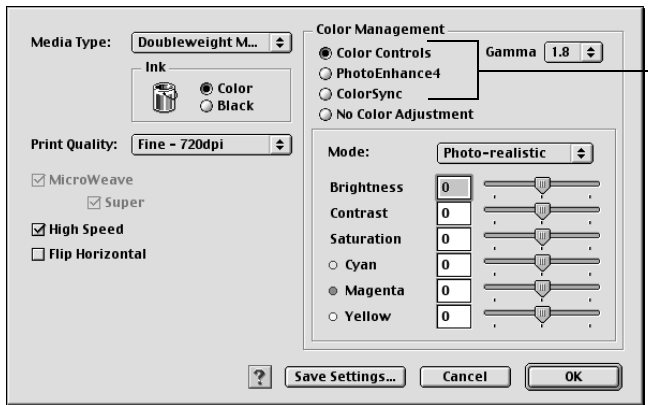 Media Type: Doubleweight M...
Ink
Color
Black
Print Quality: Fine - 720dpi
MicroWeave
Super
High Speed
Flip Horizontal
Color Management
Color Controls
Gamma 1.8
PhotoEnhance4
ColorSync
No Color Adjustment
Mode: Photo-realistic
Brightness 0
Contrast 0
Saturation 0
Cyan 0
Magenta 0
Yellow 0
? Save Settings... Cancel OK